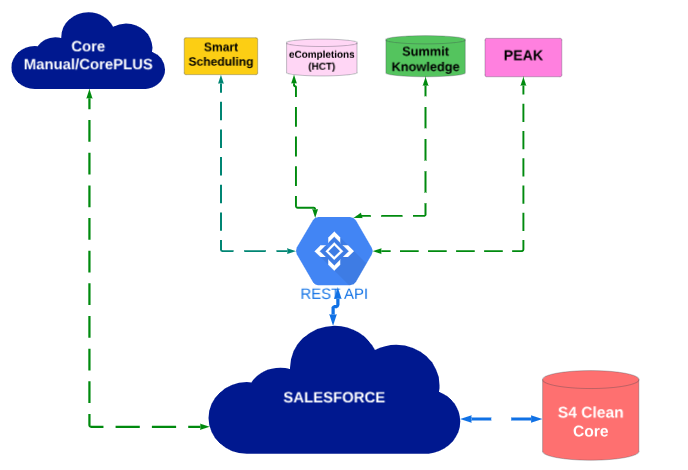 Core
Manual/CorePLUS
Smart
Scheduling
eCompletions
(HCT)
Summit
Knowledge
PEAK
REST API
SALESFORCE
S4 Clean
Core